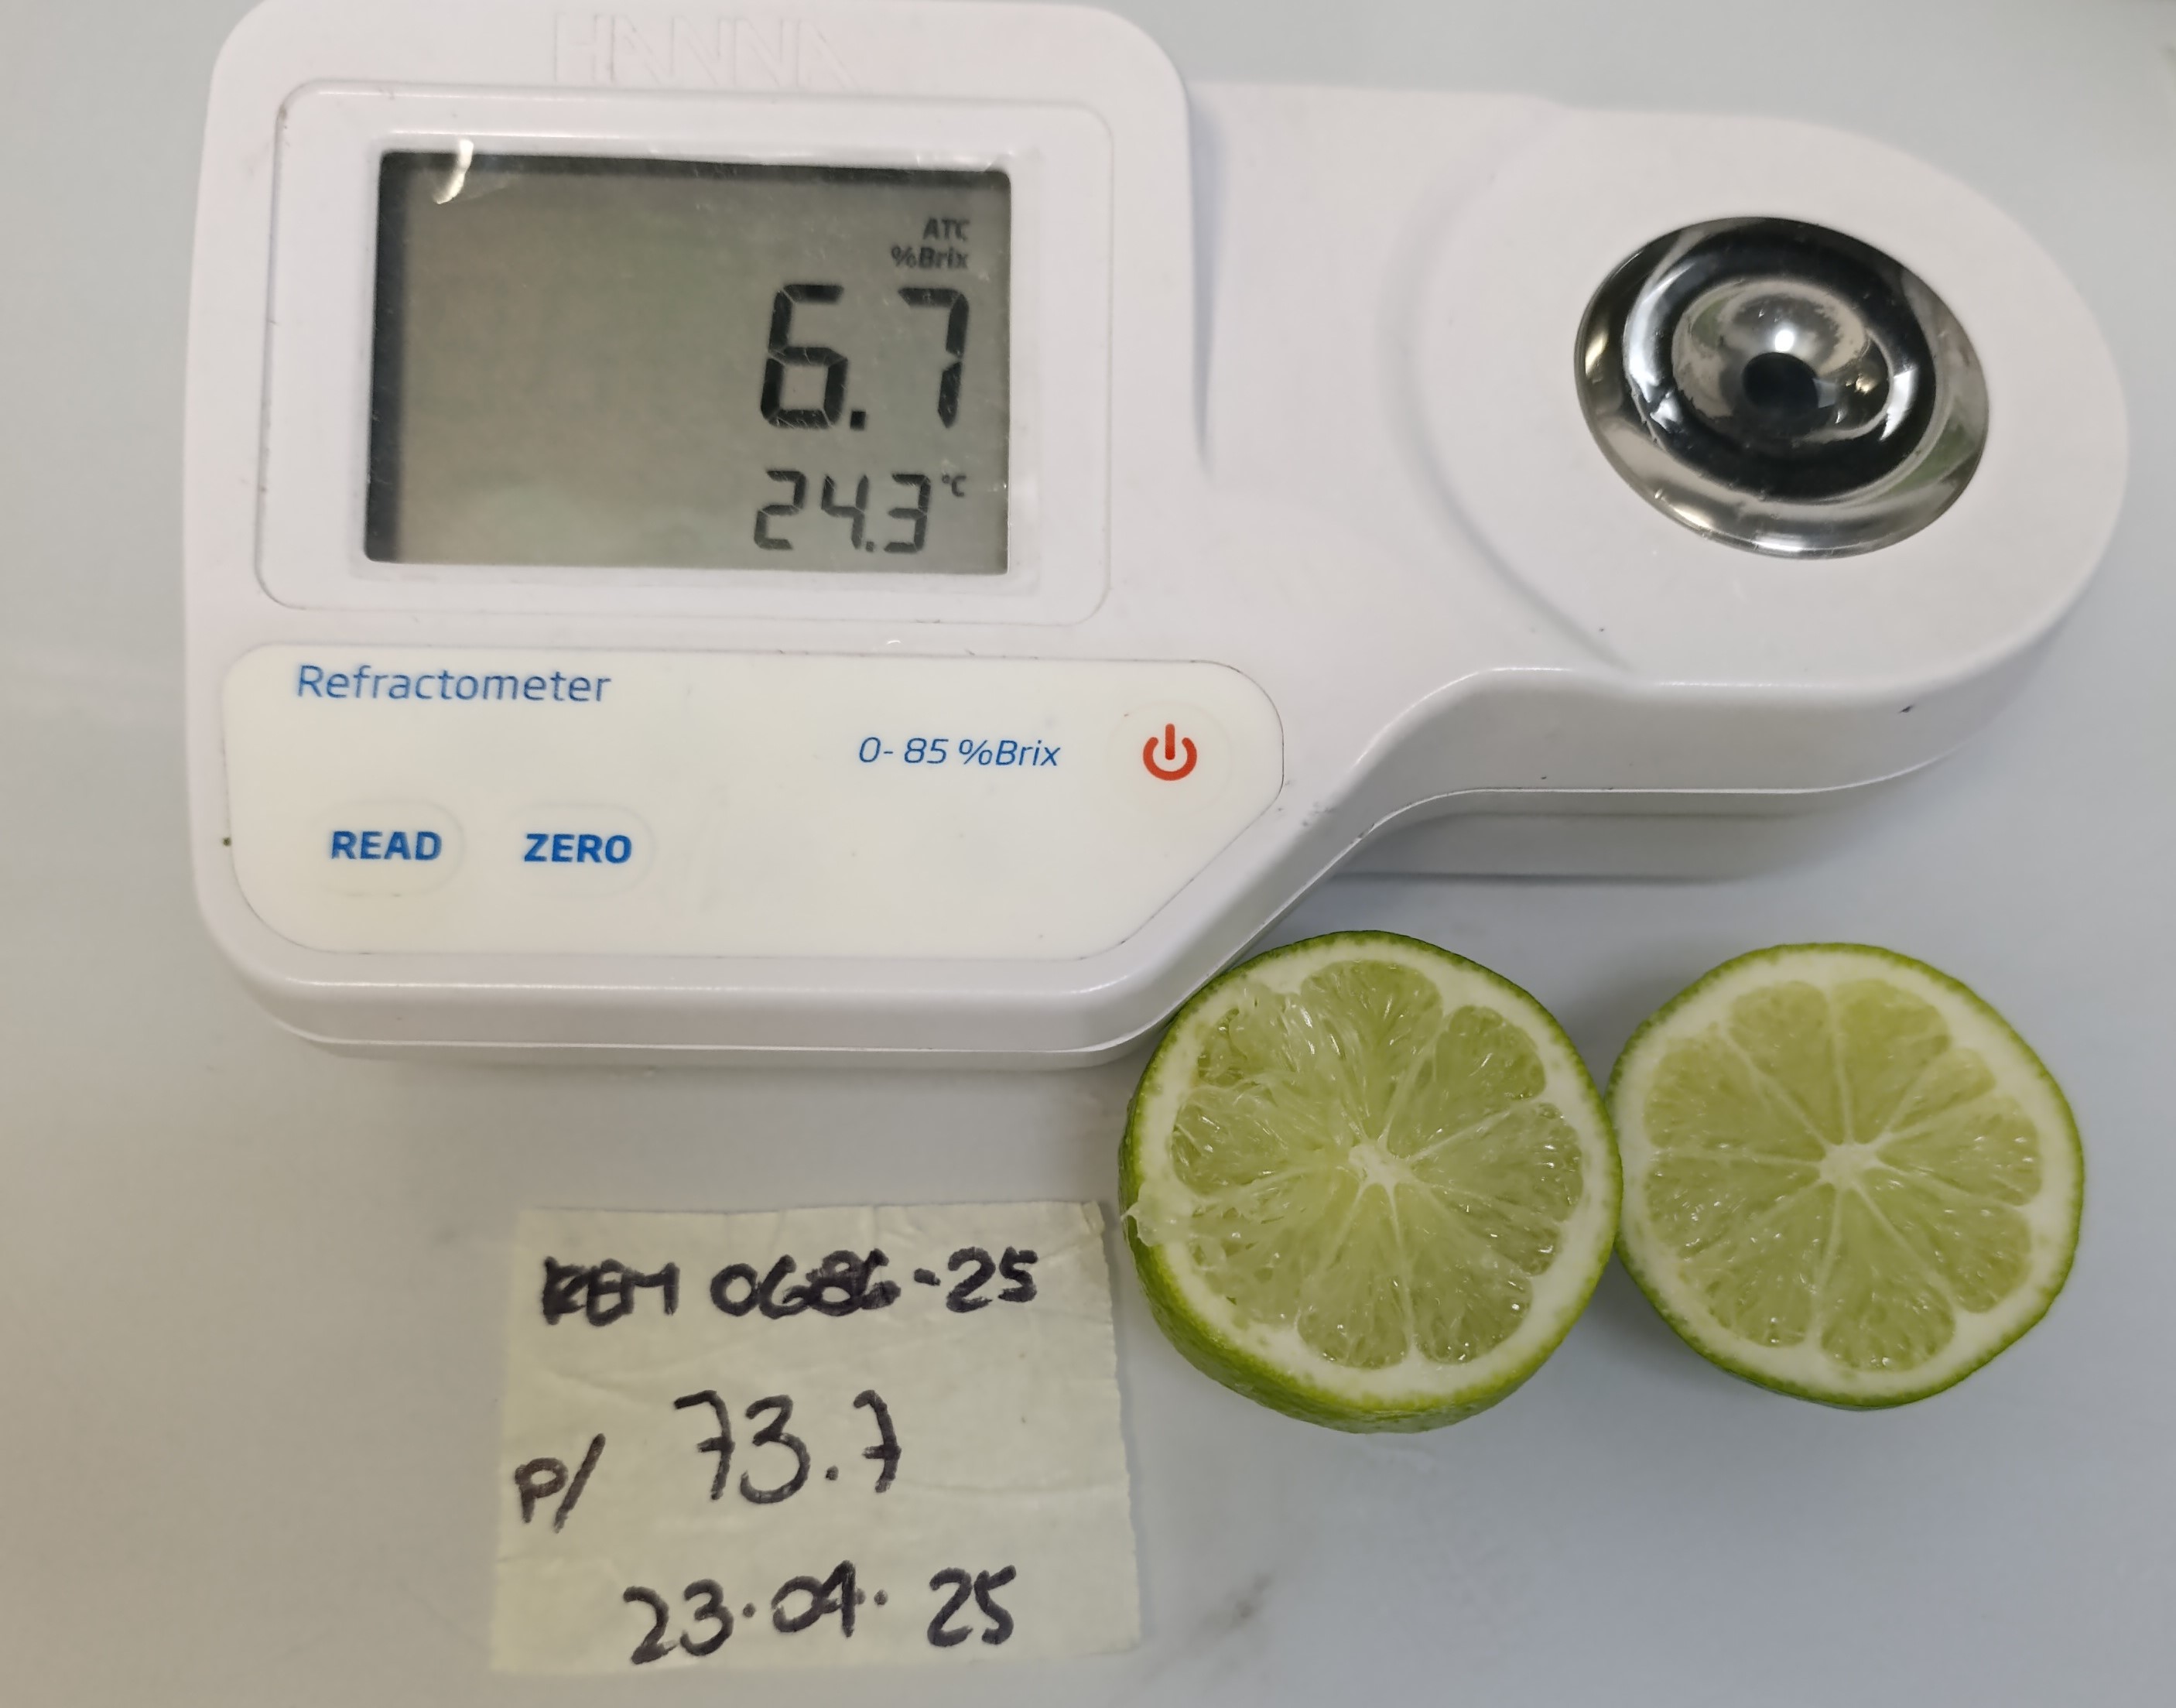 HANNA
ATC
%Brix
6.7
24.3 °C
Refractometer
0- 85 %Brix
READ ZERO
REM 0686-25
P/ 73.7
23.04.25